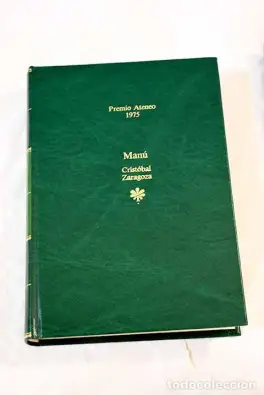 Premio Ateneo
1975
Manú
Cristóbal
Zaragoza
todocoleccion